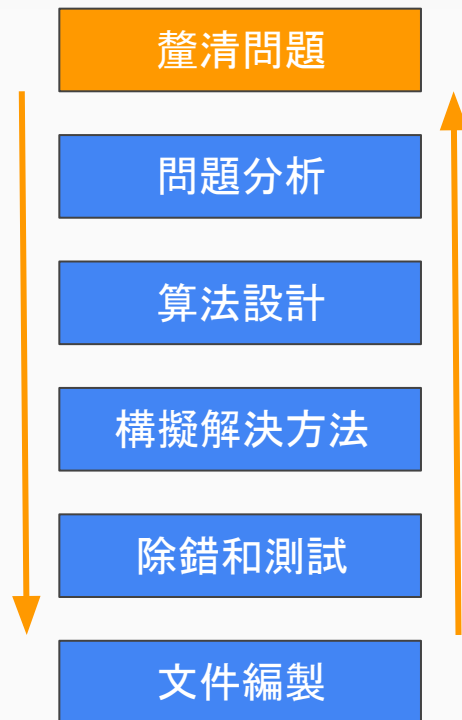 釐清問題
問題分析
算法設計
構擬解決方法
除錯和測試
文件編製